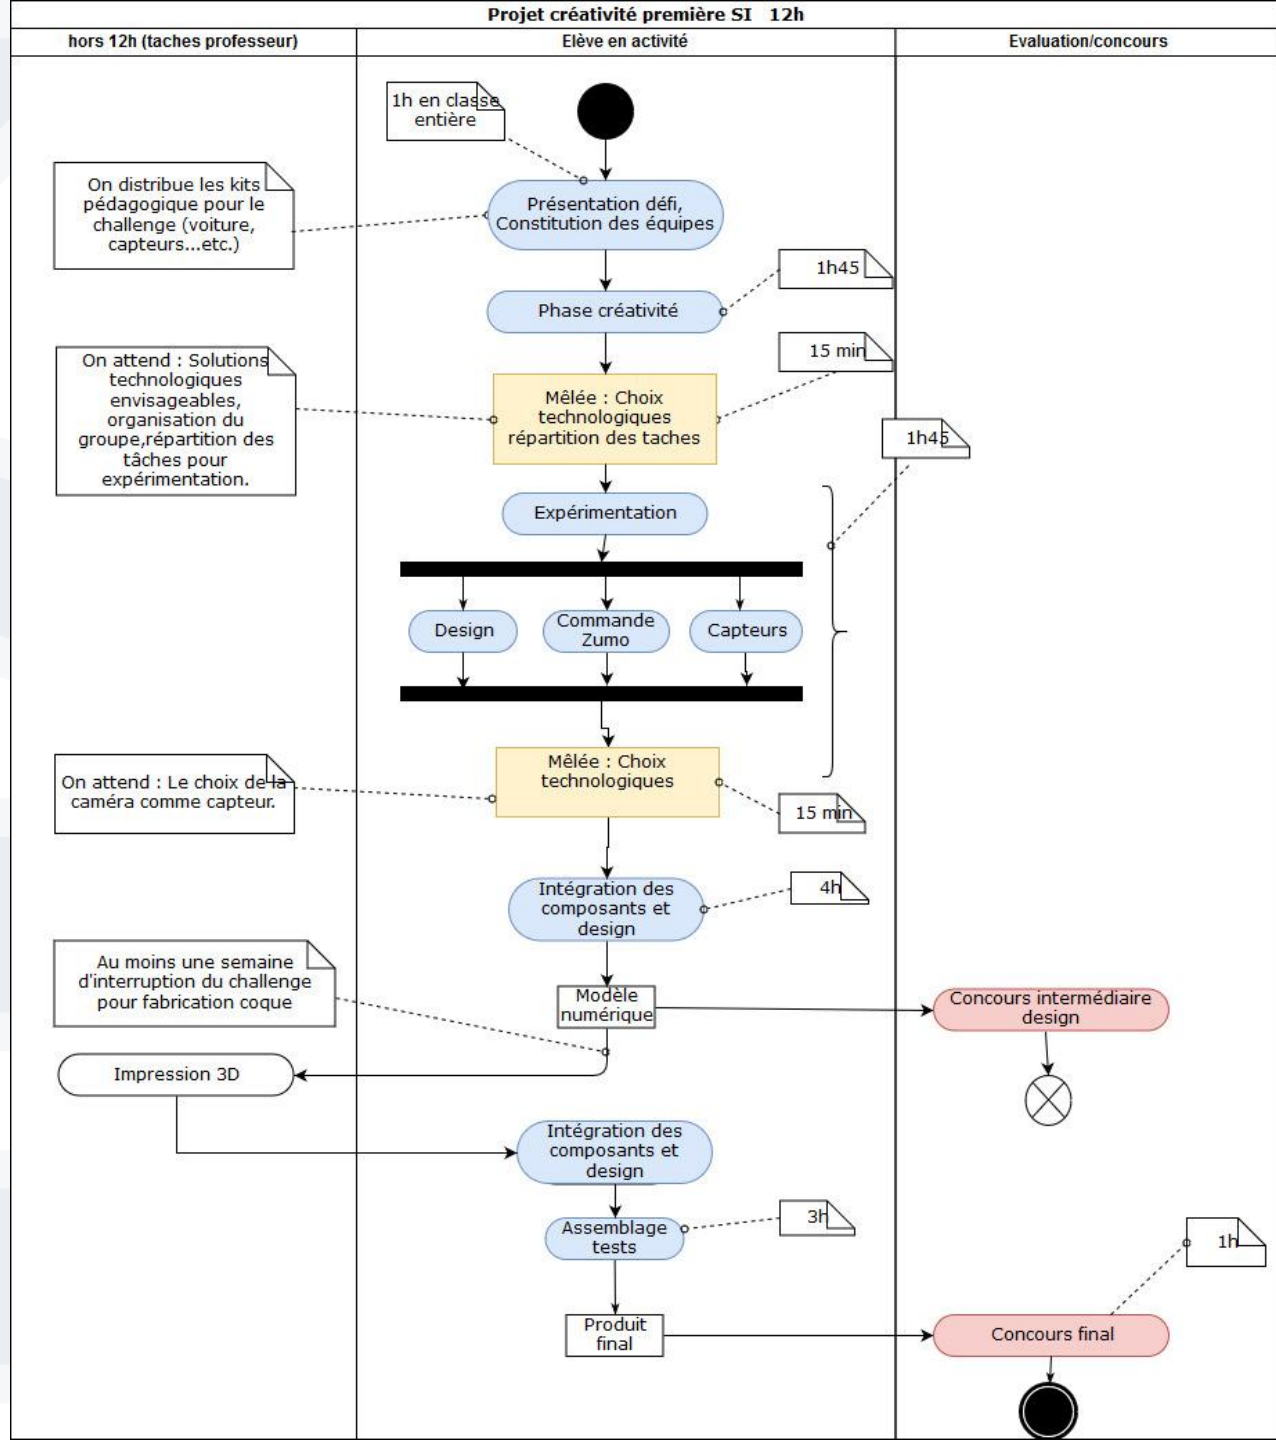 Projet créativité première SI 12h
hors 12h (taches professeur)
Elève en activité
Evaluation/concours
1h en classe
entière
On distribue les kits
pédagogique pour le
challenge (voiture,
capteurs...etc.)
Présentation défi,
Constitution des équipes
1h45
Phase créativité
15 min
On attend : Solutions
technologiques
envisageables,
organisation du
groupe,répartition des
tâches pour
expérimentation.
Mêlée : Choix
technologiques
répartition des taches
1h45
Expérimentation
Design
Commande
Zumo
Capteurs
Mêlée : Choix
technologiques
On attend : Le choix de la
caméra comme capteur.
15 min
4h
Intégration des
composants et
design
Au moins une semaine
d'interruption du challenge
pour fabrication coque
Modèle
numérique
Concours intermédiaire
design
Impression 3D
Intégration des
composants et
design
3h
Assemblage
tests
1h
Produit
final
Concours final